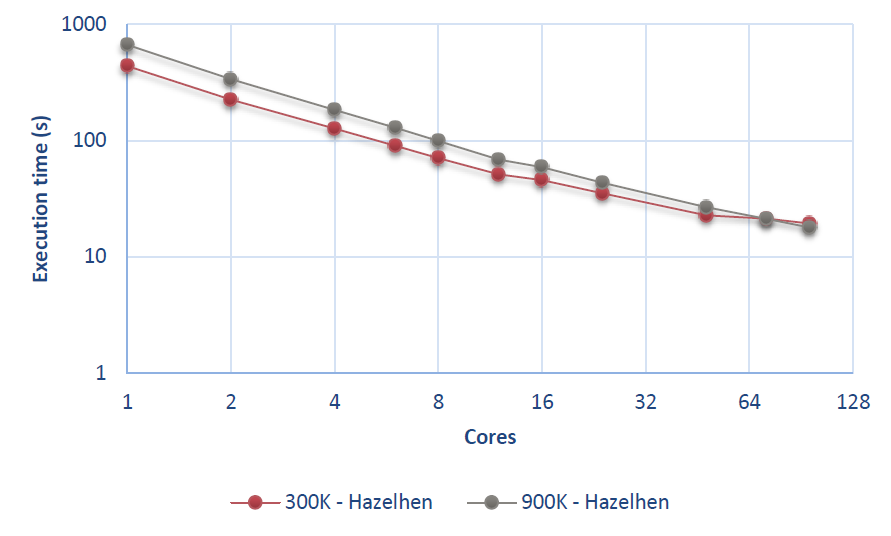 1000
100
10
1
Execution time (s)
1 2 4 8 16 32 64 128
Cores
300K - Hazelhen 900K - Hazelhen